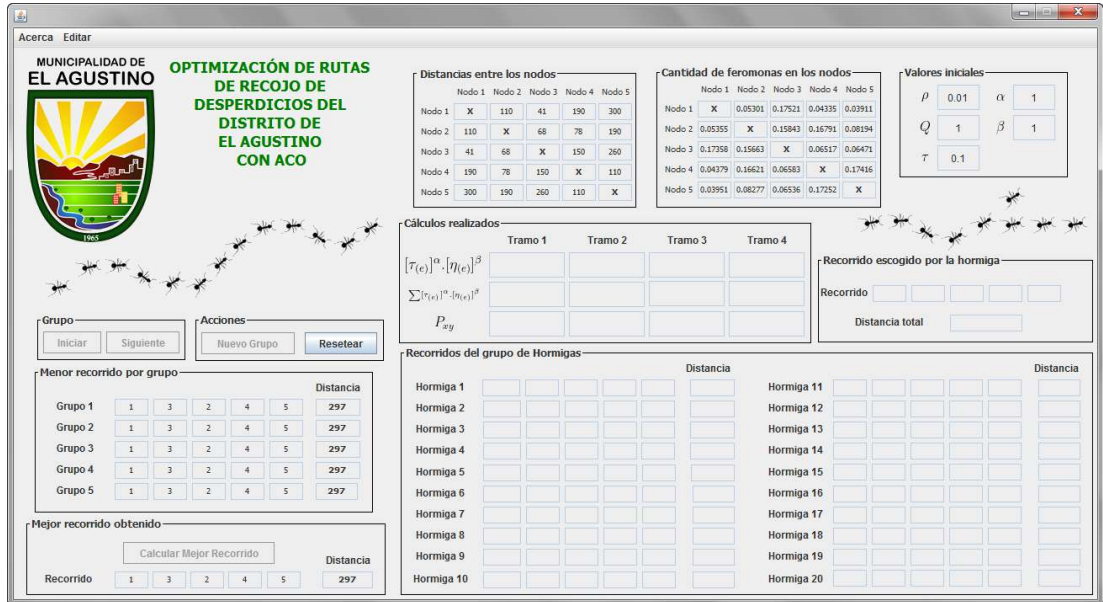 Acerca Editar
MUNICIPALIDAD DE
EL AGUSTINO
1965
OPTIMIZACIÓN DE RUTAS
DE RECOJO DE
DESPERDICIOS DEL
DISTRITO DE
EL AGUSTINO
CON ACO
Distancias entre los nodos
Nodo 1 Nodo 2 Nodo 3 Nodo 4 Nodo 5
Nodo 1 X 110 41 190 300
Nodo 2 110 X 68 78 190
Nodo 3 41 68 X 150 260
Nodo 4 190 78 150 X 110
Nodo 5 300 190 260 110 X
Cantidad de feromonas en los nodos
Nodo 1 Nodo 2 Nodo 3 Nodo 4 Nodo 5
Nodo 1 X 0.05301 0.17521 0.04335 0.03911
Nodo 2 0.05355 X 0.15843 0.16791 0.08194
Nodo 3 0.17358 0.15663 X 0.06517 0.06471
Nodo 4 0.04379 0.16621 0.06583 X 0.17416
Nodo 5 0.03951 0.08277 0.06536 0.17252 X
Valores iniciales
ρ 0.01 α 1
Q 1 β 1
τ 0.1
Cálculos realizados
Tramo 1 Tramo 2 Tramo 3 Tramo 4
[τ(e)]^α.[η(e)]^β
∑[τ(e)]^α.[η(e)]^β
P_xy
Recorrido escogido por la hormiga
Recorrido
Distancia total
Grupo
Iniciar Siguiente
Acciones
Nuevo Grupo Resetear
Menor recorrido por grupo
Distancia
Grupo 1 1 3 2 4 5 297
Grupo 2 1 3 2 4 5 297
Grupo 3 1 3 2 4 5 297
Grupo 4 1 3 2 4 5 297
Grupo 5 1 3 2 4 5 297
Mejor recorrido obtenido
Calcular Mejor Recorrido
Distancia
Recorrido 1 3 2 4 5 297
Recorridos del grupo de Hormigas
Distancia Distancia
Hormiga 1 Hormiga 11
Hormiga 2 Hormiga 12
Hormiga 3 Hormiga 13
Hormiga 4 Hormiga 14
Hormiga 5 Hormiga 15
Hormiga 6 Hormiga 16
Hormiga 7 Hormiga 17
Hormiga 8 Hormiga 18
Hormiga 9 Hormiga 19
Hormiga 10 Hormiga 20